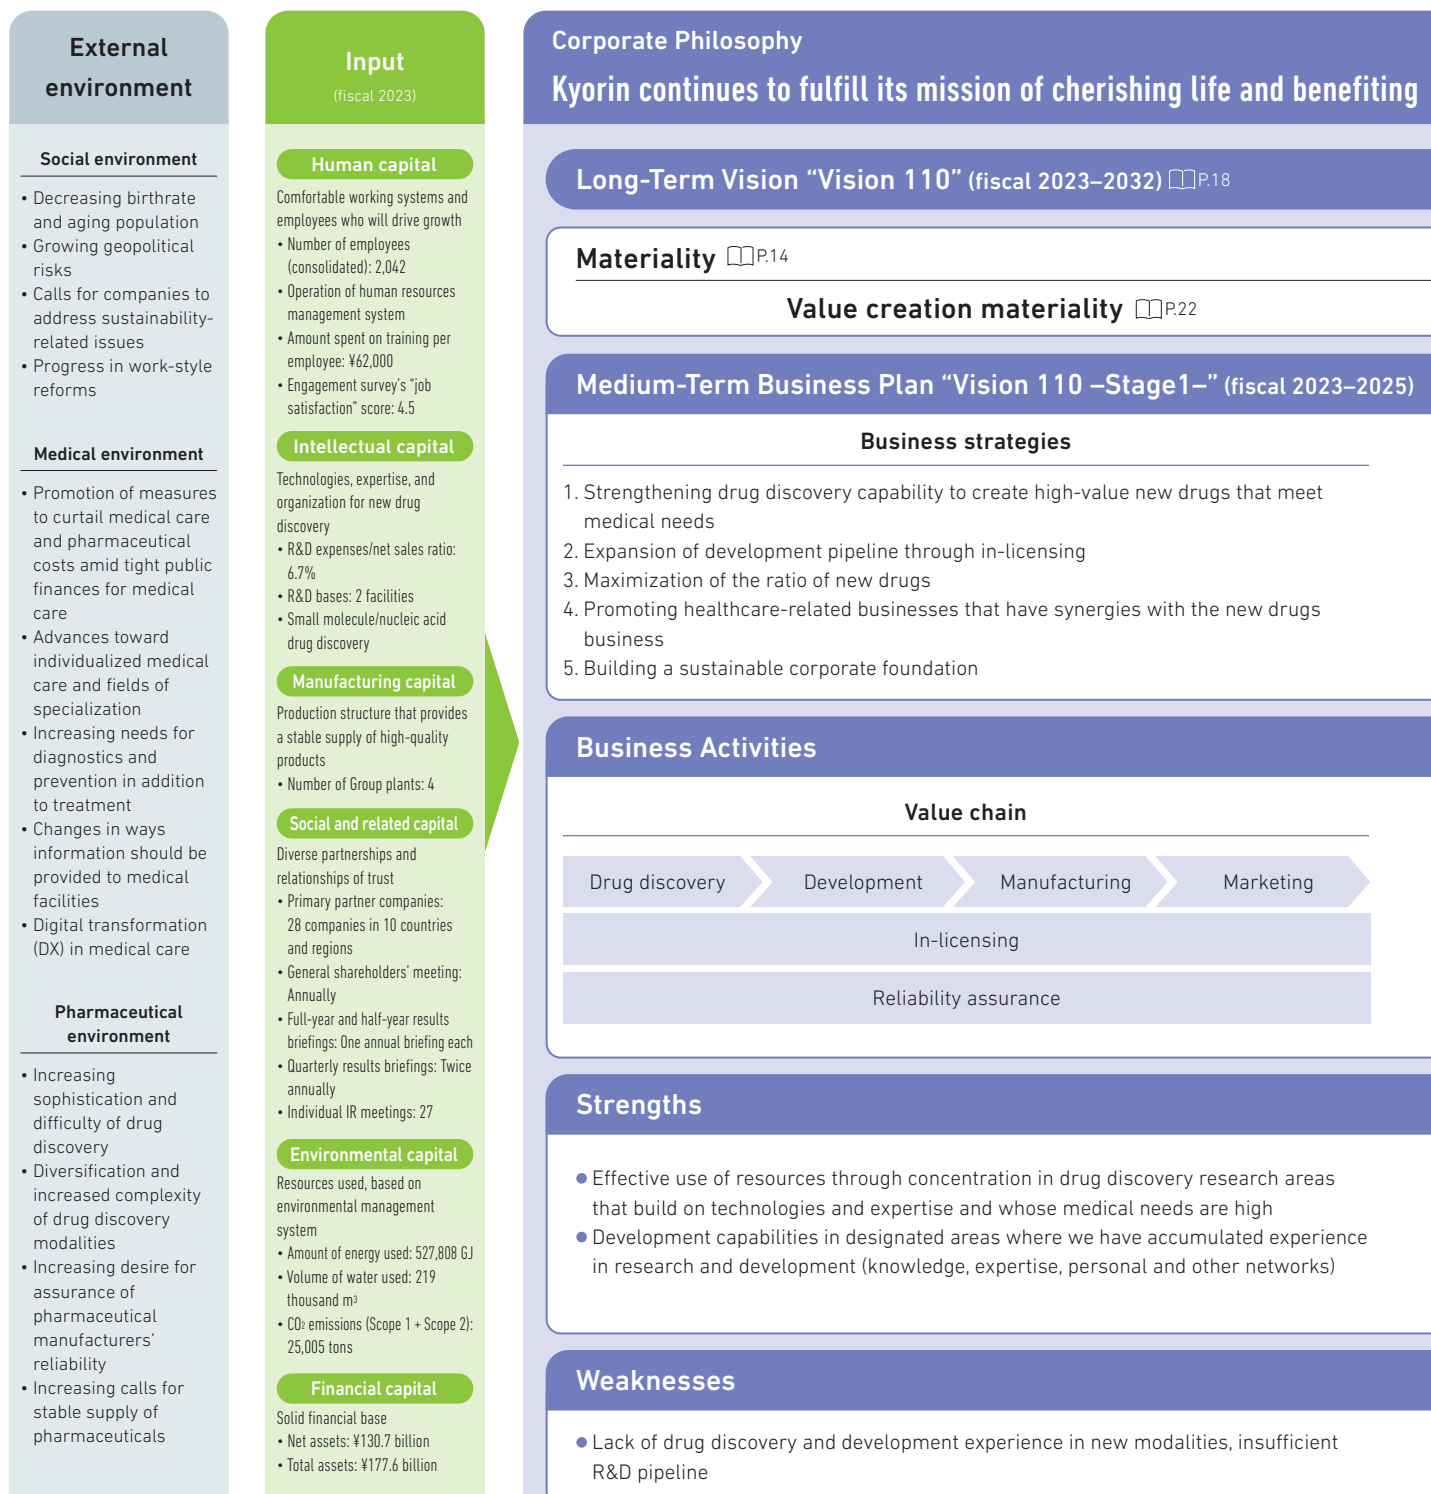 External
environment
Social environment
• Decreasing birthrate
and aging population
• Growing geopolitical
risks
• Calls for companies to
address sustainability-
related issues
• Progress in work-style
reforms
Medical environment
• Promotion of measures
to curtail medical care
and pharmaceutical
costs amid tight public
finances for medical
care
• Advances toward
individualized medical
care and fields of
specialization
• Increasing needs for
diagnostics and
prevention in addition
to treatment
• Changes in ways
information should be
provided to medical
facilities
• Digital transformation
(DX) in medical care
Pharmaceutical
environment
• Increasing
sophistication and
difficulty of drug
discovery
• Diversification and
increased complexity
of drug discovery
modalities
• Increasing desire for
assurance of
pharmaceutical
manufacturers'
reliability
• Increasing calls for
stable supply of
pharmaceuticals
Input
(fiscal 2023)
Human capital
Comfortable working systems and
employees who will drive growth
• Number of employees
(consolidated): 2,042
• Operation of human resources
management system
• Amount spent on training per
employee: ¥62,000
• Engagement survey's "job
satisfaction" score: 4.5
Intellectual capital
Technologies, expertise, and
organization for new drug
discovery
• R&D expenses/net sales ratio:
6.7%
• R&D bases: 2 facilities
• Small molecule/nucleic acid
drug discovery
Manufacturing capital
Production structure that provides
a stable supply of high-quality
products
• Number of Group plants: 4
Social and related capital
Diverse partnerships and
relationships of trust
• Primary partner companies:
28 companies in 10 countries
and regions
• General shareholders' meeting:
Annually
• Full-year and half-year results
briefings: One annual briefing each
• Quarterly results briefings: Twice
annually
• Individual IR meetings: 27
Environmental capital
Resources used, based on
environmental management
system
• Amount of energy used: 527,808 GJ
• Volume of water used: 219
thousand m³
• CO₂ emissions (Scope 1 + Scope 2):
25,005 tons
Financial capital
Solid financial base
• Net assets: ¥130.7 billion
• Total assets: ¥177.6 billion
Corporate Philosophy
Kyorin continues to fulfill its mission of cherishing life and benefiting
Long-Term Vision “Vision 110” (fiscal 2023–2032) P.18
Materiality P.14
Value creation materiality P.22
Medium-Term Business Plan “Vision 110 –Stage1–” (fiscal 2023–2025)
Business strategies
1. Strengthening drug discovery capability to create high-value new drugs that meet
medical needs
2. Expansion of development pipeline through in-licensing
3. Maximization of the ratio of new drugs
4. Promoting healthcare-related businesses that have synergies with the new drugs
business
5. Building a sustainable corporate foundation
Business Activities
Value chain
Drug discovery Development Manufacturing Marketing
In-licensing
Reliability assurance
Strengths
● Effective use of resources through concentration in drug discovery research areas
that build on technologies and expertise and whose medical needs are high
● Development capabilities in designated areas where we have accumulated experience
in research and development (knowledge, expertise, personal and other networks)
Weaknesses
● Lack of drug discovery and development experience in new modalities, insufficient
R&D pipeline